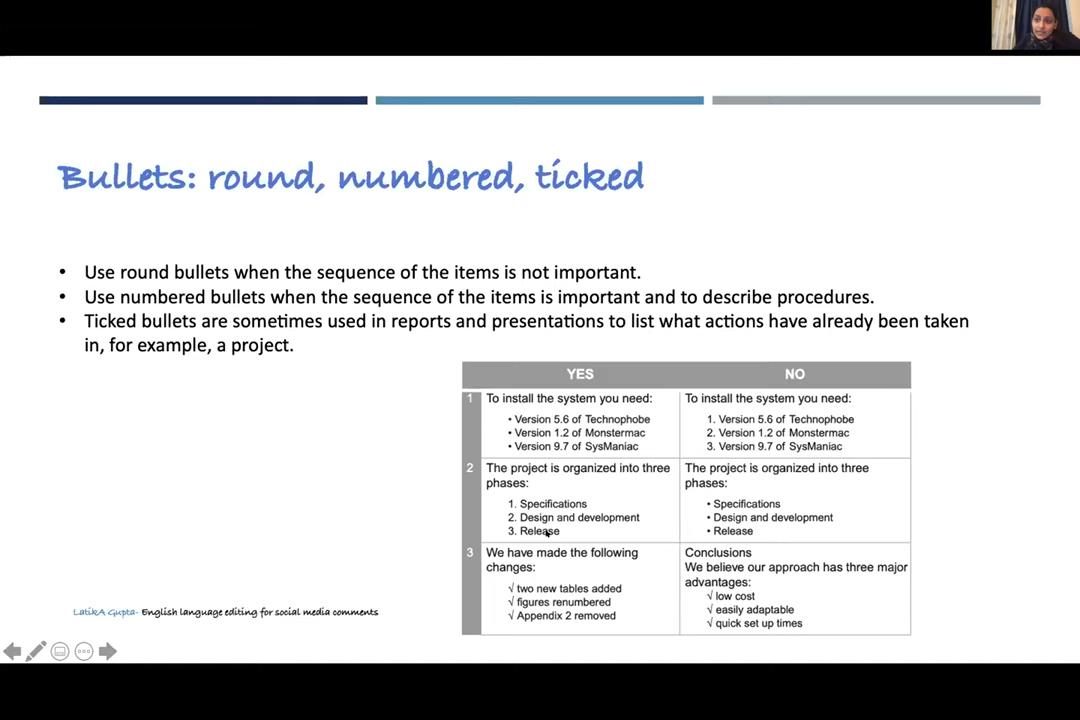 Bullets: round, numbered, ticked
• Use round bullets when the sequence of the items is not important.
• Use numbered bullets when the sequence of the items is important and to describe procedures.
• Ticked bullets are sometimes used in reports and presentations to list what actions have already been taken
in, for example, a project.
YES NO
1 To install the system you need: To install the system you need:
• Version 5.6 of Technophobe 1. Version 5.6 of Technophobe
• Version 1.2 of Monstermac 2. Version 1.2 of Monstermac
• Version 9.7 of SysManiac 3. Version 9.7 of SysManiac
2 The project is organized into three The project is organized into three
phases: phases:
1. Specifications • Specifications
2. Design and development • Design and development
3. Release • Release
3 We have made the following Conclusions
changes: We believe our approach has three major
advantages:
√ two new tables added √ low cost
√ figures renumbered √ easily adaptable
√ Appendix 2 removed √ quick set up times
LatikA Gupta- English language editing for social media comments